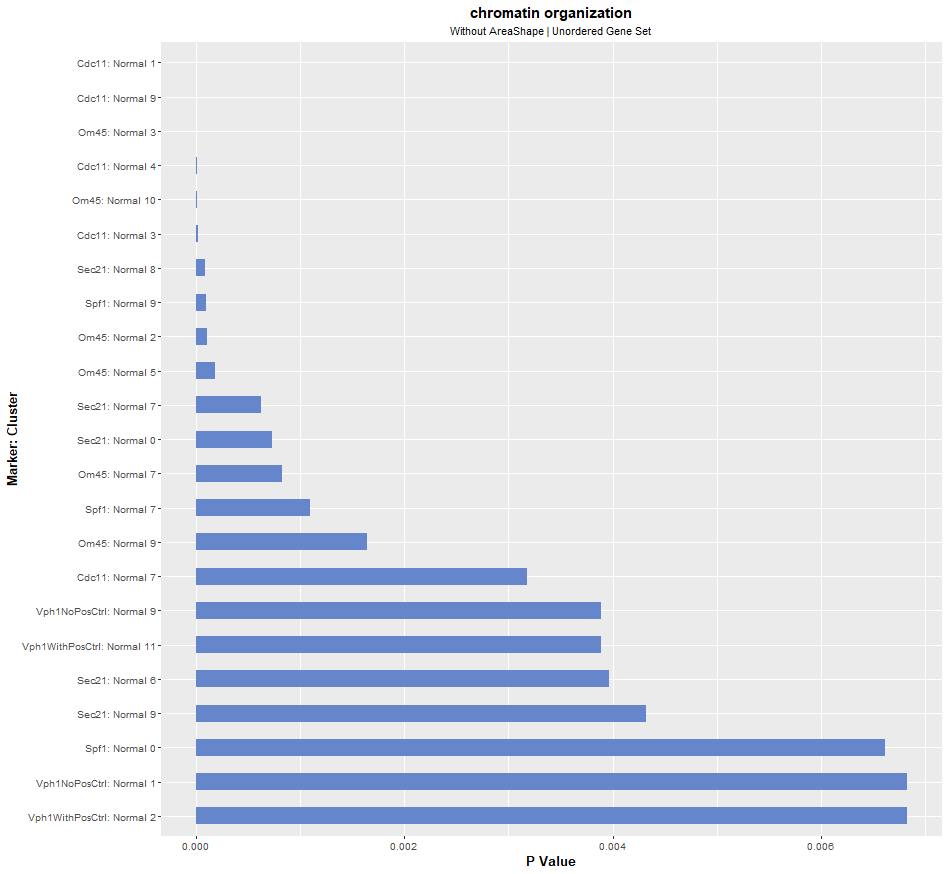 chromatin organization
Without AreaShape | Unordered Gene Set
Marker: Cluster
Cdc11: Normal 1
Cdc11: Normal 9
Om45: Normal 3
Cdc11: Normal 4
Om45: Normal 10
Cdc11: Normal 3
Sec21: Normal 8
Spf1: Normal 9
Om45: Normal 2
Om45: Normal 5
Sec21: Normal 7
Sec21: Normal 0
Om45: Normal 7
Spf1: Normal 7
Om45: Normal 9
Cdc11: Normal 7
Vph1NoPosCtrl: Normal 9
Vph1WithPosCtrl: Normal 11
Sec21: Normal 6
Sec21: Normal 9
Spf1: Normal 0
Vph1NoPosCtrl: Normal 1
Vph1WithPosCtrl: Normal 2
0.000 0.002 0.004 0.006
P Value